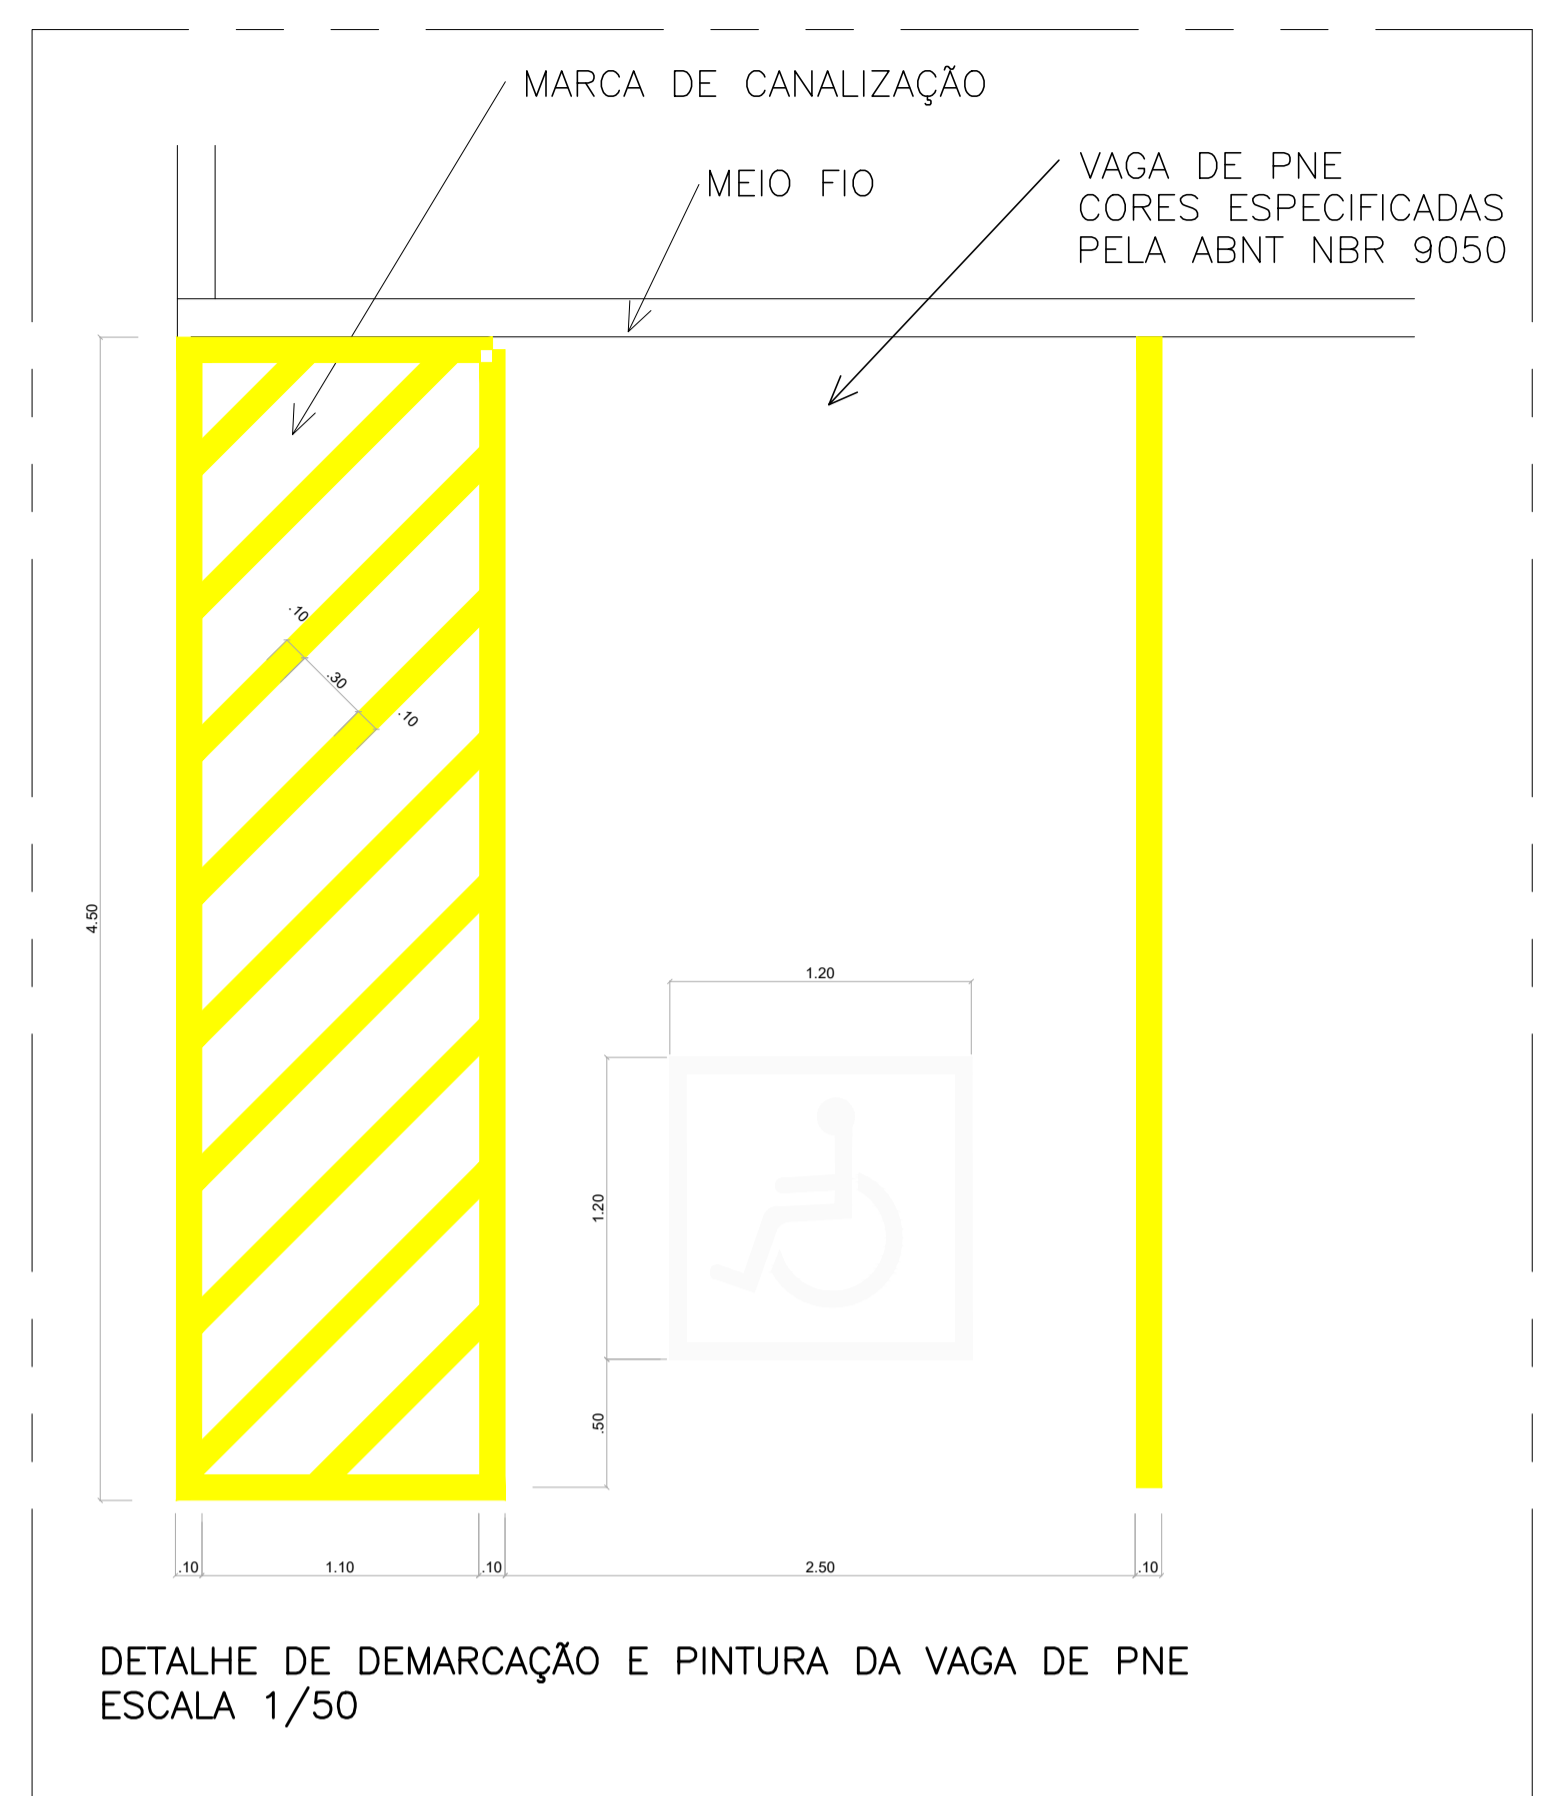 MARCA DE CANALIZAÇÃO
MEIO FIO
VAGA DE PNE
CORES ESPECIFICADAS
PELA ABNT NBR 9050
.10
.30
.10
4.50
1.20
1.20
.50
.10
1.10
.10
2.50
.10
DETALHE DE DEMARCAÇÃO E PINTURA DA VAGA DE PNE
ESCALA 1/50